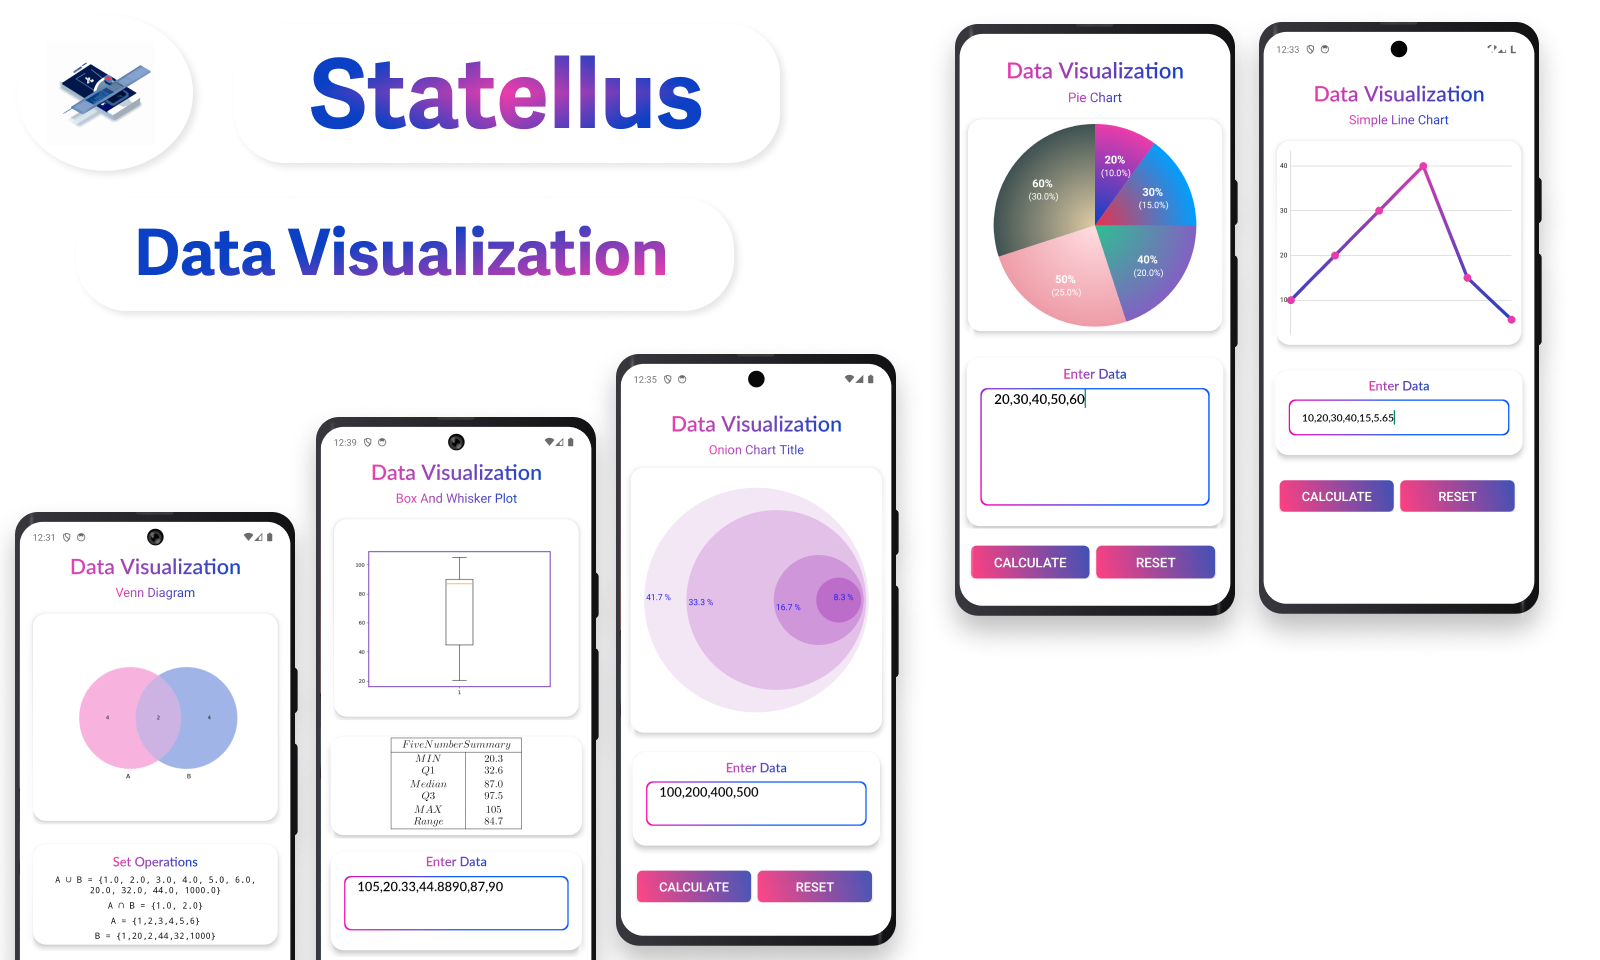 Statellus
Data Visualization
12:31
Data Visualization
Venn Diagram
4
2
4
A
B
Set Operations
A ∪ B = {1.0, 2.0, 3.0, 4.0, 5.0, 6.0,
20.0, 32.0, 44.0, 1000.0}
A ∩ B = {1.0, 2.0}
A = {1,2,3,4,5,6}
B = {1,20,2,44,32,1000}
12:39
Data Visualization
Box And Whisker Plot
100
80
60
40
20
1
FiveNumberSummary
MIN 20.3
Q1 32.6
Median 87.0
Q3 97.5
MAX 105
Range 84.7
Enter Data
105,20.33,44.8890,87,90
12:35
Data Visualization
Onion Chart Title
41.7 %
33.3 %
16.7 %
8.3 %
Enter Data
100,200,400,500
CALCULATE RESET
Data Visualization
Pie Chart
20%
(10.0%)
30%
(15.0%)
40%
(20.0%)
50%
(25.0%)
60%
(30.0%)
Enter Data
20,30,40,50,60
CALCULATE RESET
12:33
L
Data Visualization
Simple Line Chart
40
30
20
10
Enter Data
10,20,30,40,15,5.65
CALCULATE RESET